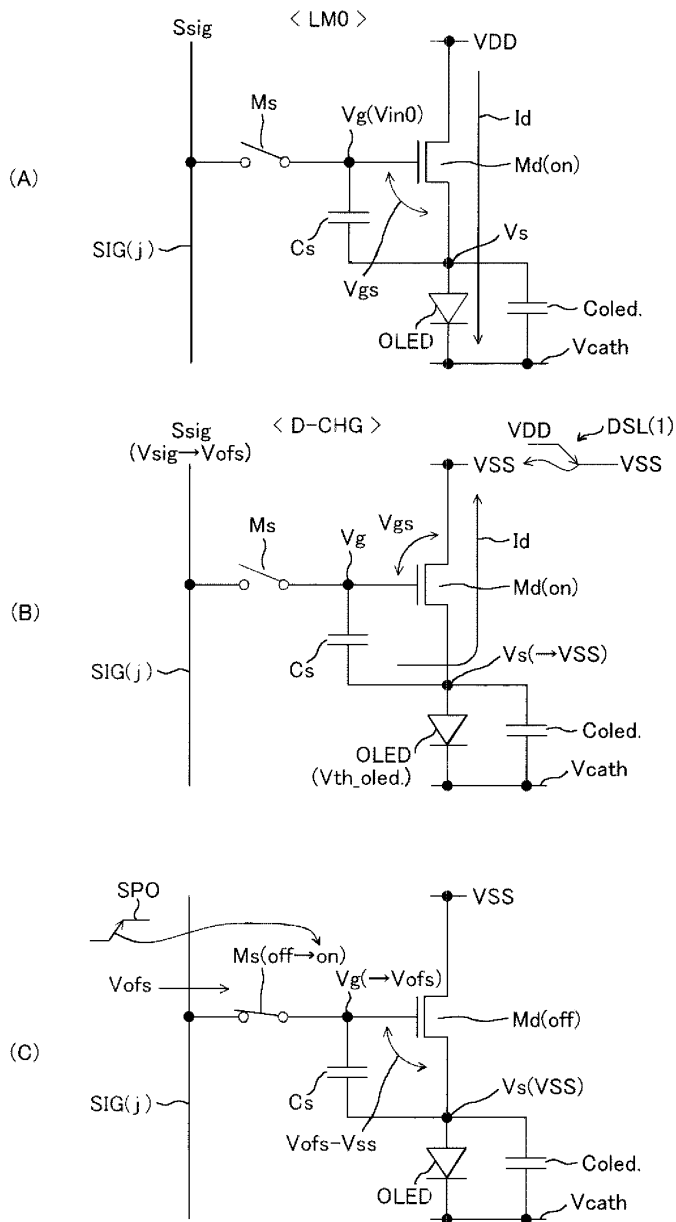 Ssig
< LM0 >
VDD
Ms
Vg(Vin0)
Id
(A)
Md(on)
Cs
Vs
SIG(j)
Vgs
OLED
Coled.
Vcath
Ssig
(Vsig→Vofs)
< D-CHG >
VDD
DSL(1)
VSS
VSS
Ms
Vg
Vgs
Id
Md(on)
(B)
Cs
Vs(→VSS)
SIG(j)
OLED
(Vth_oled.)
Coled.
Vcath
SPO
VSS
Ms(off→on)
Vofs
Vg(→Vofs)
Md(off)
(C)
Cs
Vs(VSS)
SIG(j)
Vofs-Vss
OLED
Coled.
Vcath